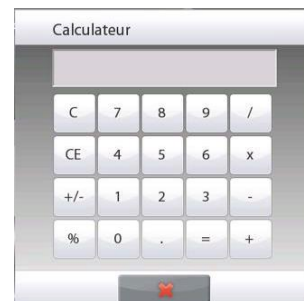 Calculateur
C 7 8 9 /
CE 4 5 6 x
+/- 1 2 3 -
% 0 . = +